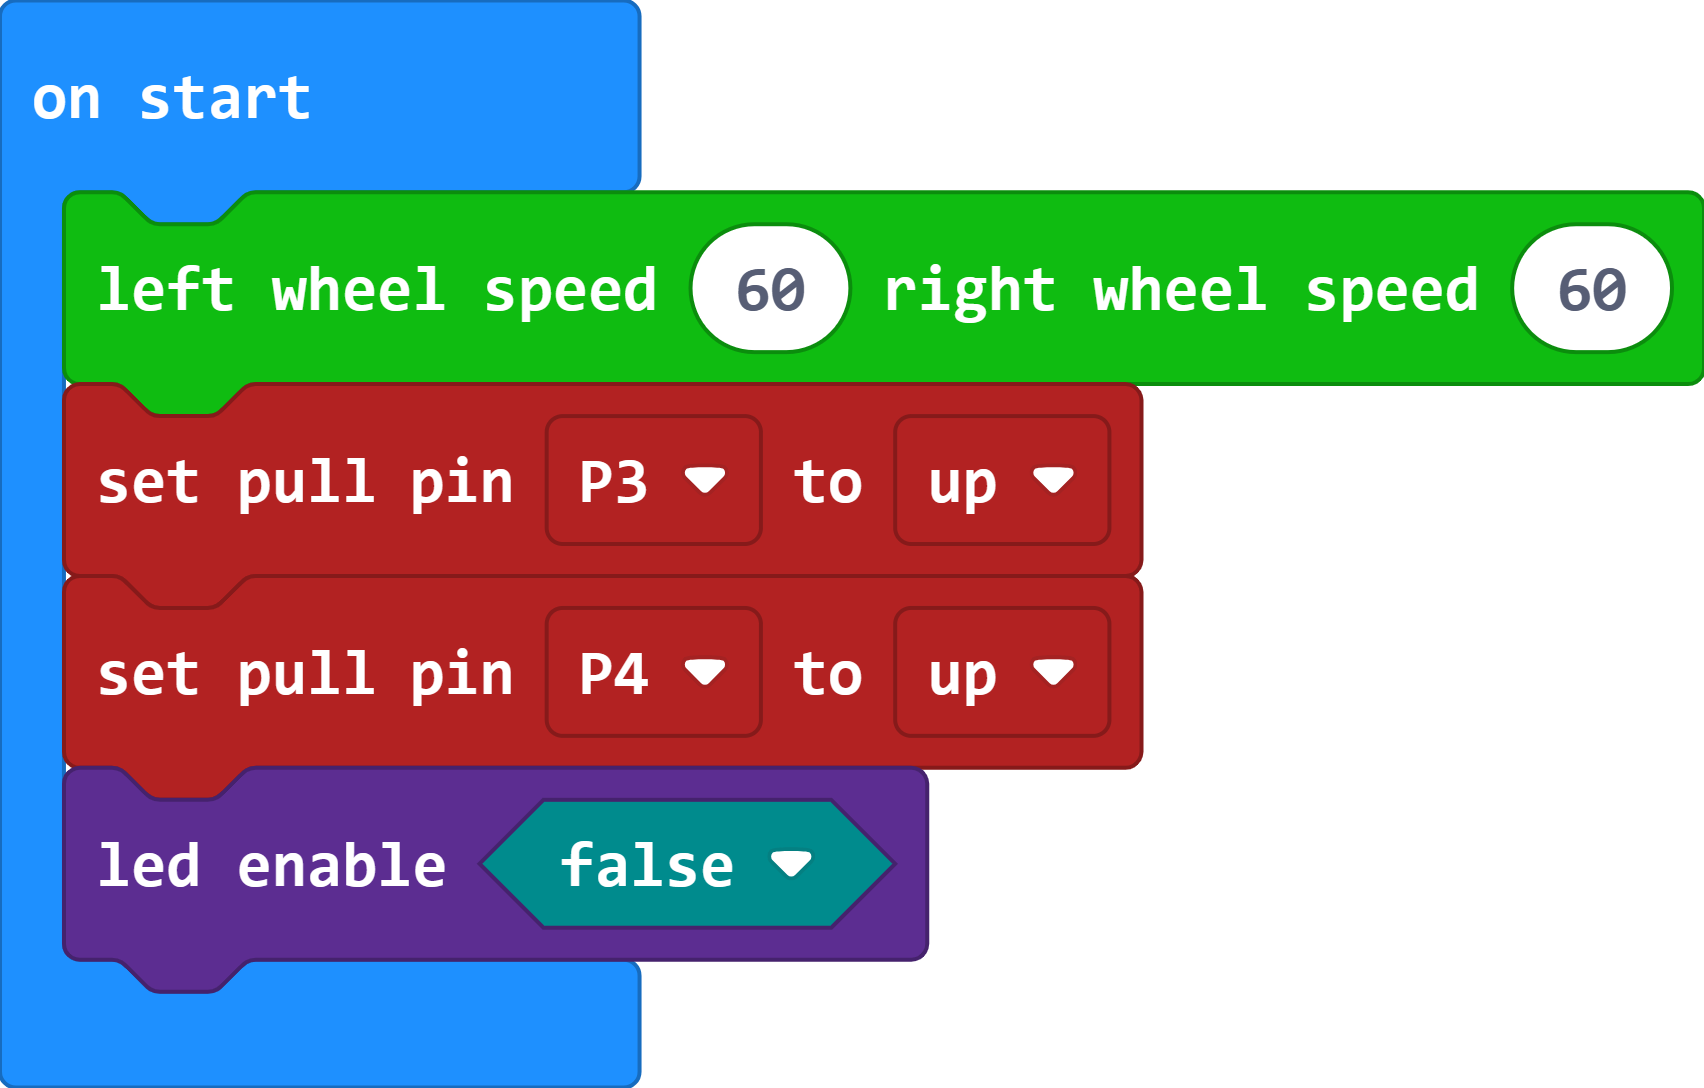 on start
left wheel speed 60 right wheel speed 60
set pull pin P3 to up
set pull pin P4 to up
led enable false